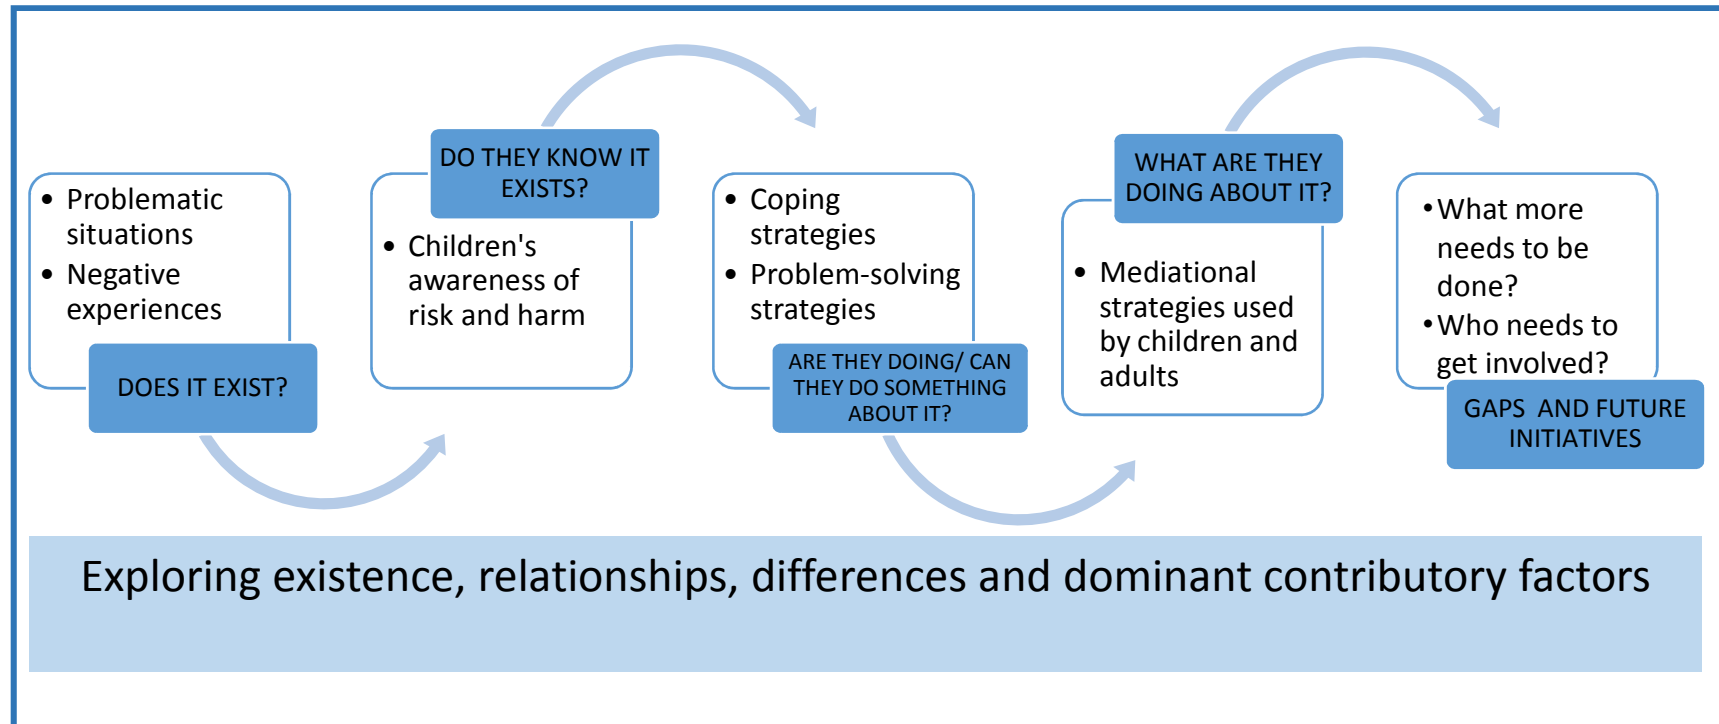 • Problematic
situations
• Negative
experiences
DOES IT EXIST?
DO THEY KNOW IT
EXISTS?
• Children's
awareness of
risk and harm
• Coping
strategies
• Problem-solving
strategies
ARE THEY DOING/ CAN
THEY DO SOMETHING
ABOUT IT?
WHAT ARE THEY
DOING ABOUT IT?
• Mediational
strategies used
by children and
adults
•What more
needs to be
done?
•Who needs to
get involved?
GAPS  AND FUTURE
INITIATIVES
Exploring existence, relationships, differences and dominant contributory factors